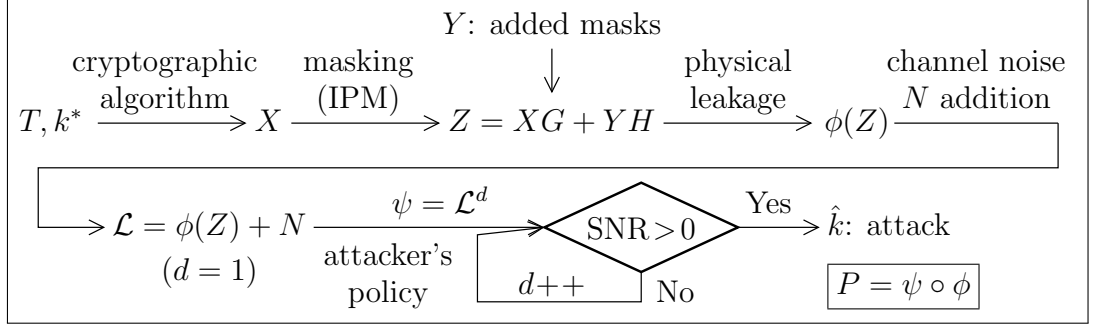 Y: added masks
cryptographic algorithm
masking (IPM)
physical leakage
channel noise N addition
T, k* X Z = XG + YH ϕ(Z)
ℒ = ϕ(Z) + N
(d = 1)
ψ = ℒ^d
attacker's policy
SNR>0
Yes
k̂: attack
d++
No
P = ψ ∘ ϕ